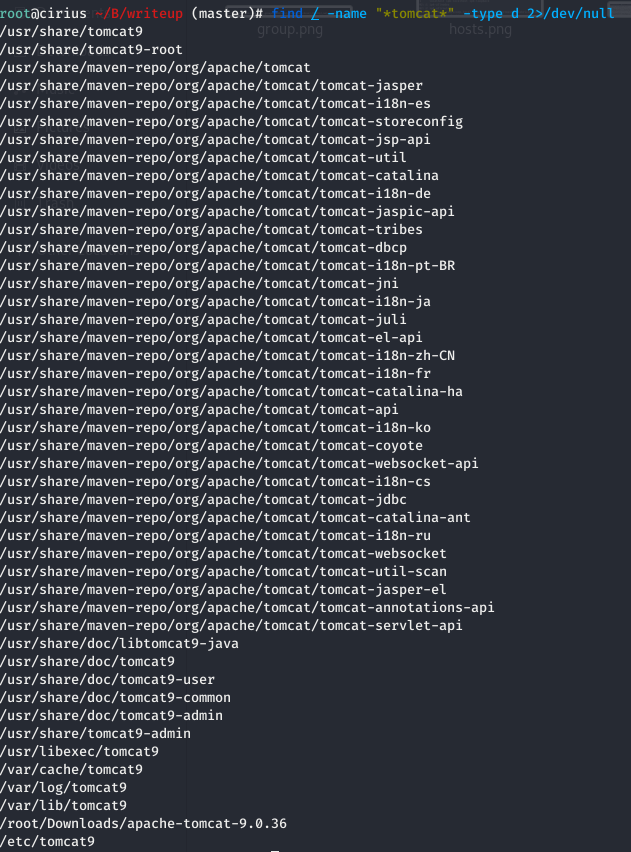 root@cirius ~/B/writeup (master)# find / -name "*tomcat*" -type d 2>/dev/null
group.png hosts.png
/usr/share/tomcat9
/usr/share/tomcat9-root
/usr/share/maven-repo/org/apache/tomcat
/usr/share/maven-repo/org/apache/tomcat/tomcat-jasper
/usr/share/maven-repo/org/apache/tomcat/tomcat-i18n-es
/usr/share/maven-repo/org/apache/tomcat/tomcat-storeconfig
/usr/share/maven-repo/org/apache/tomcat/tomcat-jsp-api
/usr/share/maven-repo/org/apache/tomcat/tomcat-util
/usr/share/maven-repo/org/apache/tomcat/tomcat-catalina
/usr/share/maven-repo/org/apache/tomcat/tomcat-i18n-de
/usr/share/maven-repo/org/apache/tomcat/tomcat-jaspic-api
/usr/share/maven-repo/org/apache/tomcat/tomcat-tribes
/usr/share/maven-repo/org/apache/tomcat/tomcat-dbcp
/usr/share/maven-repo/org/apache/tomcat/tomcat-i18n-pt-BR
/usr/share/maven-repo/org/apache/tomcat/tomcat-jni
/usr/share/maven-repo/org/apache/tomcat/tomcat-i18n-ja
/usr/share/maven-repo/org/apache/tomcat/tomcat-juli
/usr/share/maven-repo/org/apache/tomcat/tomcat-el-api
/usr/share/maven-repo/org/apache/tomcat/tomcat-i18n-zh-CN
/usr/share/maven-repo/org/apache/tomcat/tomcat-i18n-fr
/usr/share/maven-repo/org/apache/tomcat/tomcat-catalina-ha
/usr/share/maven-repo/org/apache/tomcat/tomcat-api
/usr/share/maven-repo/org/apache/tomcat/tomcat-i18n-ko
/usr/share/maven-repo/org/apache/tomcat/tomcat-coyote
/usr/share/maven-repo/org/apache/tomcat/tomcat-websocket-api
/usr/share/maven-repo/org/apache/tomcat/tomcat-i18n-cs
/usr/share/maven-repo/org/apache/tomcat/tomcat-jdbc
/usr/share/maven-repo/org/apache/tomcat/tomcat-catalina-ant
/usr/share/maven-repo/org/apache/tomcat/tomcat-i18n-ru
/usr/share/maven-repo/org/apache/tomcat/tomcat-websocket
/usr/share/maven-repo/org/apache/tomcat/tomcat-util-scan
/usr/share/maven-repo/org/apache/tomcat/tomcat-jasper-el
/usr/share/maven-repo/org/apache/tomcat/tomcat-annotations-api
/usr/share/maven-repo/org/apache/tomcat/tomcat-servlet-api
/usr/share/doc/libtomcat9-java
/usr/share/doc/tomcat9
/usr/share/doc/tomcat9-user
/usr/share/doc/tomcat9-common
/usr/share/doc/tomcat9-admin
/usr/share/tomcat9-admin
/usr/libexec/tomcat9
/var/cache/tomcat9
/var/log/tomcat9
/var/lib/tomcat9
/root/Downloads/apache-tomcat-9.0.36
/etc/tomcat9